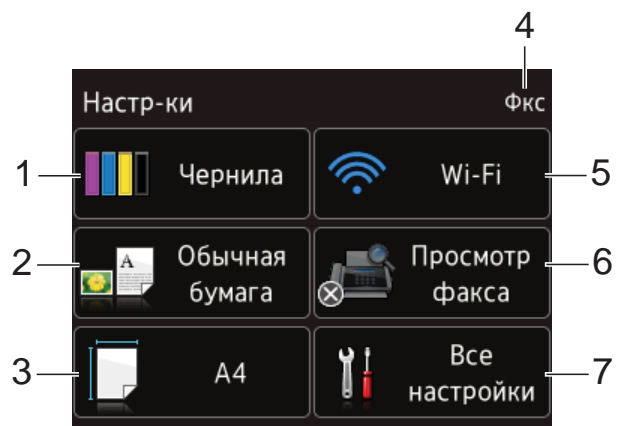 4
Настр-ки Фкс
1 Чернила Wi-Fi 5
2 Обычная бумага Просмотр факса 6
A
3 A4 Все настройки 7